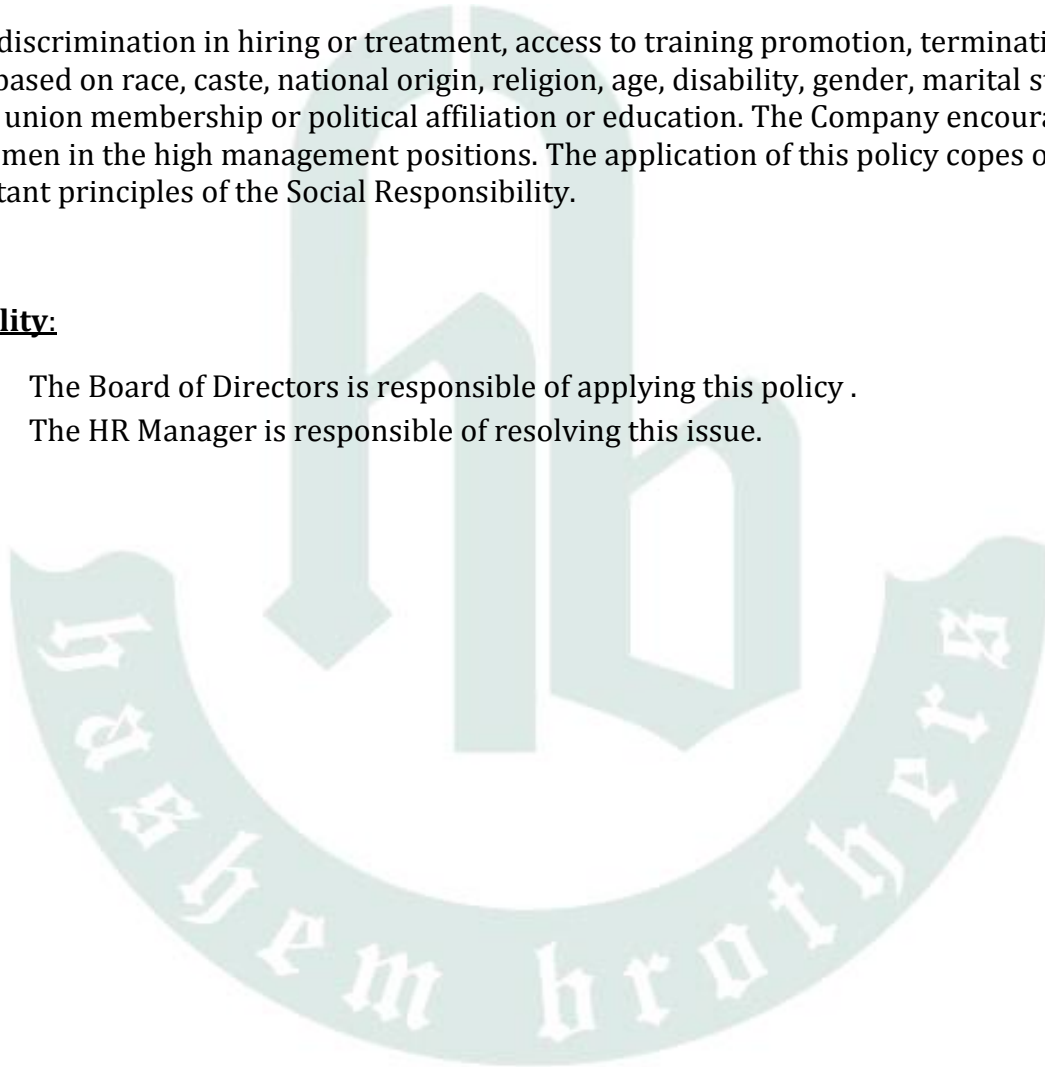 discrimination in hiring or treatment, access to training promotion, terminati
based on race, caste, national origin, religion, age, disability, gender, marital s
union membership or political affiliation or education. The Company encoura
men in the high management positions. The application of this policy copes o
tant principles of the Social Responsibility.
lity:
The Board of Directors is responsible of applying this policy .
The HR Manager is responsible of resolving this issue.
hb
hashem brothers